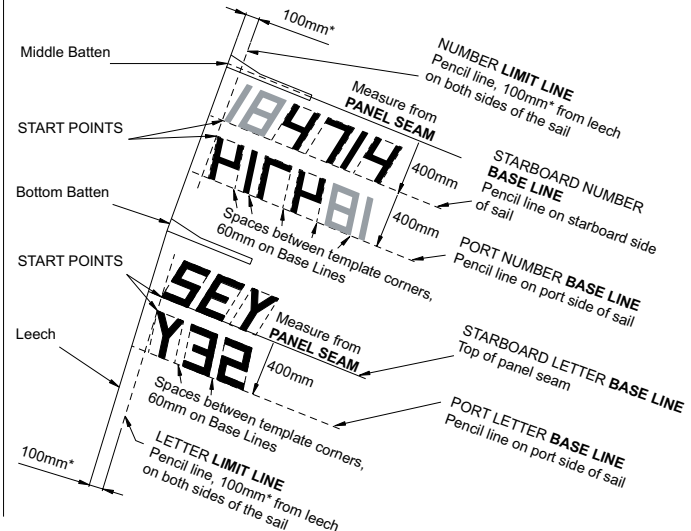 100mm*
Middle Batten
NUMBER LIMIT LINE
Pencil line, 100mm* from leech
on both sides of the sail
Measure from
PANEL SEAM
184714
START POINTS
400mm
STARBOARD NUMBER
BASE LINE
Pencil line on starboard side
of sail
417481
400mm
Bottom Batten
Spaces between template corners,
60mm on Base Lines
PORT NUMBER BASE LINE
Pencil line on port side of sail
START POINTS
SEY
Measure from
PANEL SEAM
STARBOARD LETTER BASE LINE
Top of panel seam
Leech
Y32
400mm
Spaces between template corners,
60mm on Base Lines
PORT LETTER BASE LINE
Pencil line on port side of sail
LETTER LIMIT LINE
Pencil line, 100mm* from leech
on both sides of the sail
100mm*